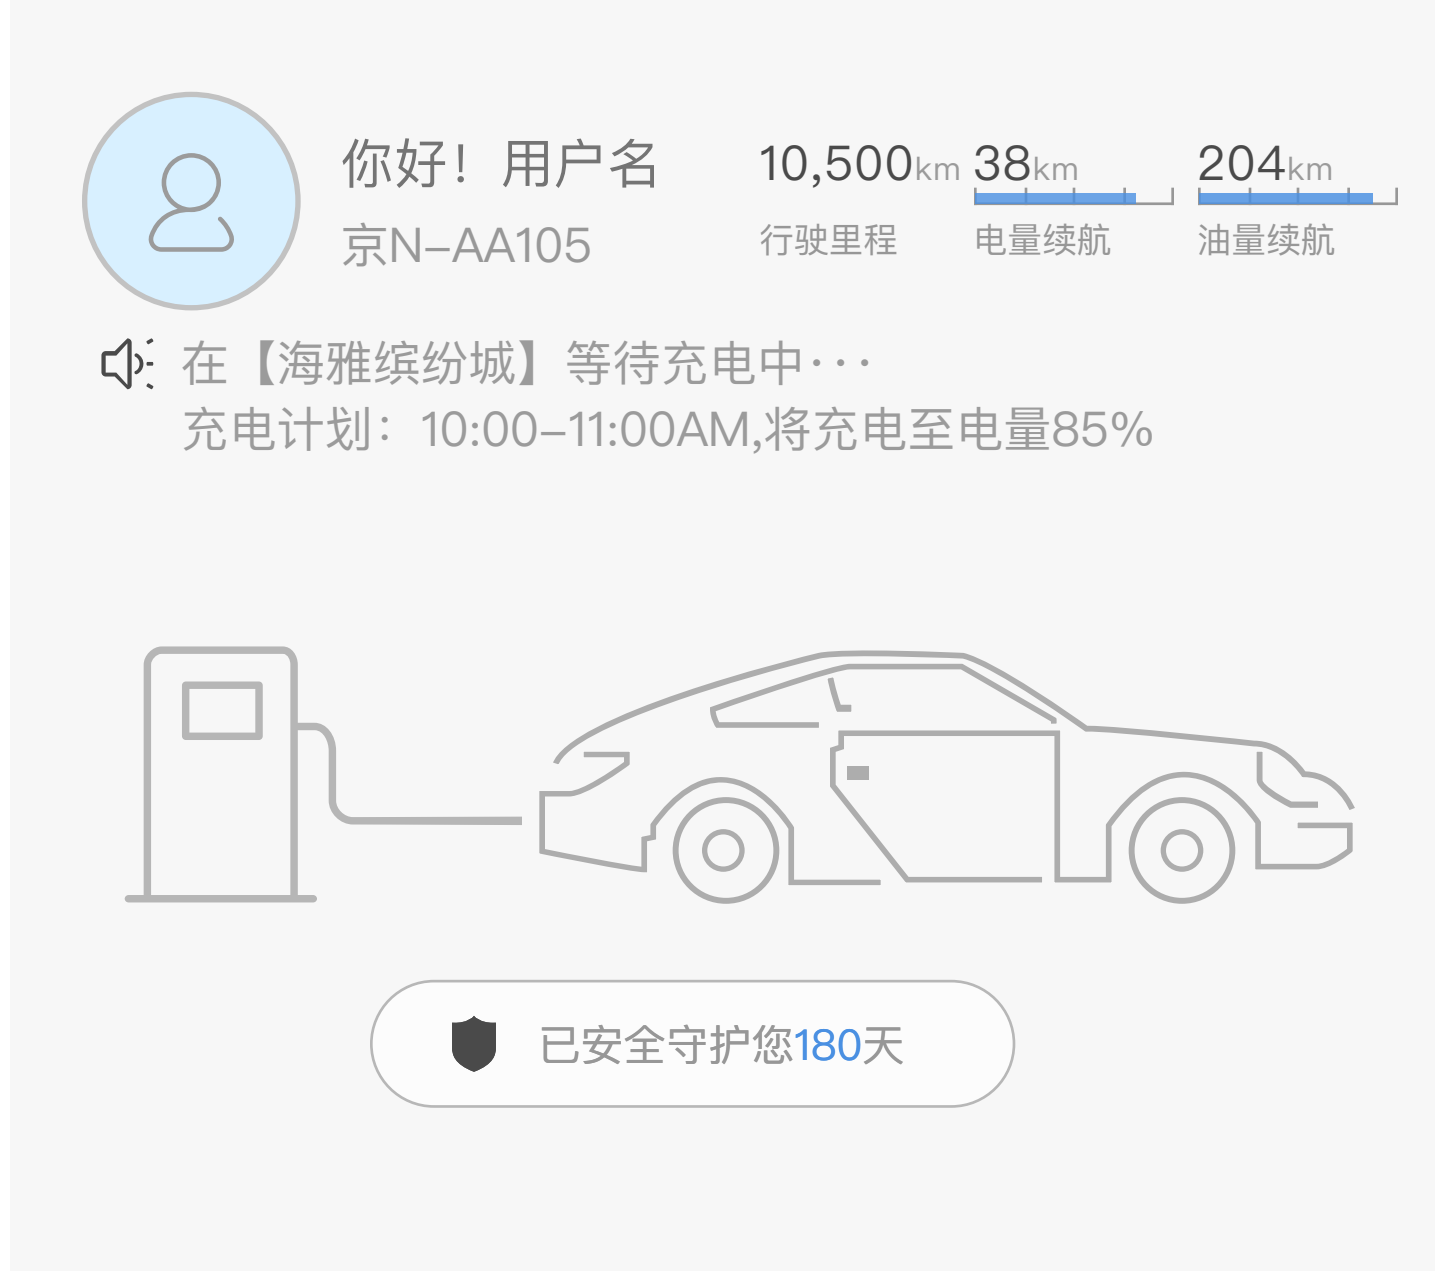 你好！用户名
京N–AA105
10,500km
行驶里程
38km
电量续航
204km
油量续航
在【海雅缤纷城】等待充电中···
充电计划：10:00–11:00AM,将充电至电量85%
已安全守护您180天